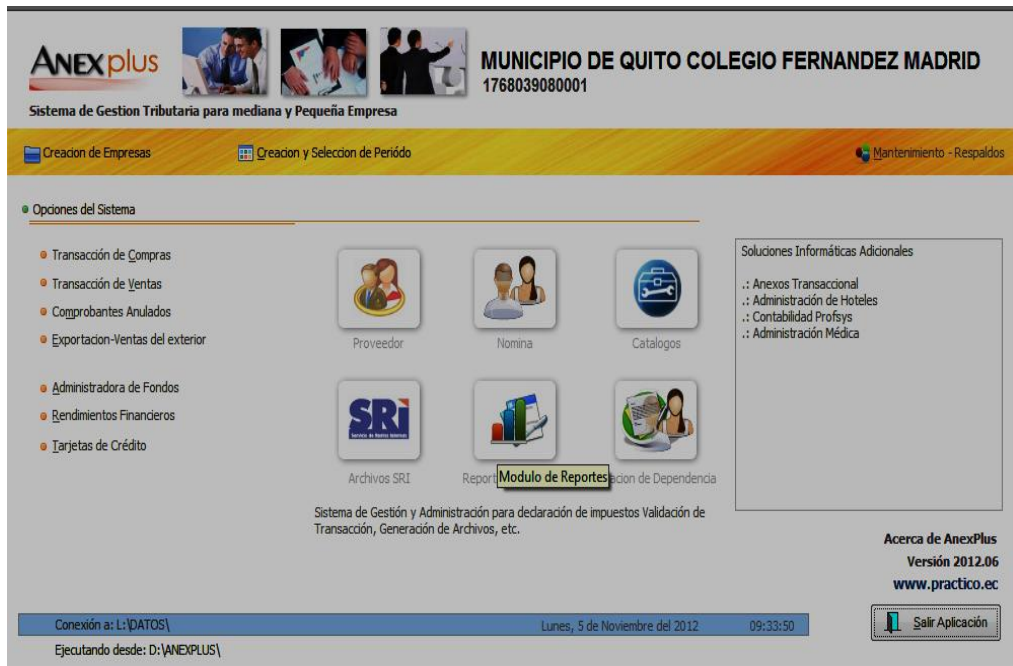 ANEXplus
MUNICIPIO DE QUITO COLEGIO FERNANDEZ MADRID
1768039080001
Sistema de Gestion Tributaria para mediana y Pequeña Empresa
Creacion de Empresas
Creacion y Seleccion de Periódo
Mantenimiento - Respaldos
Opciones del Sistema
Transacción de Compras
Transacción de Ventas
Comprobantes Anulados
Exportacion-Ventas del exterior
Administradora de Fondos
Rendimientos Financieros
Tarjetas de Crédito
Proveedor
Nomina
Catalogos
SRi
Archivos SRI
Report
Modulo de Reportes
acion de Dependencia
Sistema de Gestión y Administración para declaración de impuestos Validación de
Transacción, Generación de Archivos, etc.
Soluciones Informáticas Adicionales
.: Anexos Transaccional
.: Administración de Hoteles
.: Contabilidad Profsys
.: Administración Médica
Acerca de AnexPlus
Versión 2012.06
www.practico.ec
Salir Aplicación
Conexión a: L:\DATOS\
Lunes, 5 de Noviembre del 2012
09:33:50
Ejecutando desde: D:\ANEXPLUS\